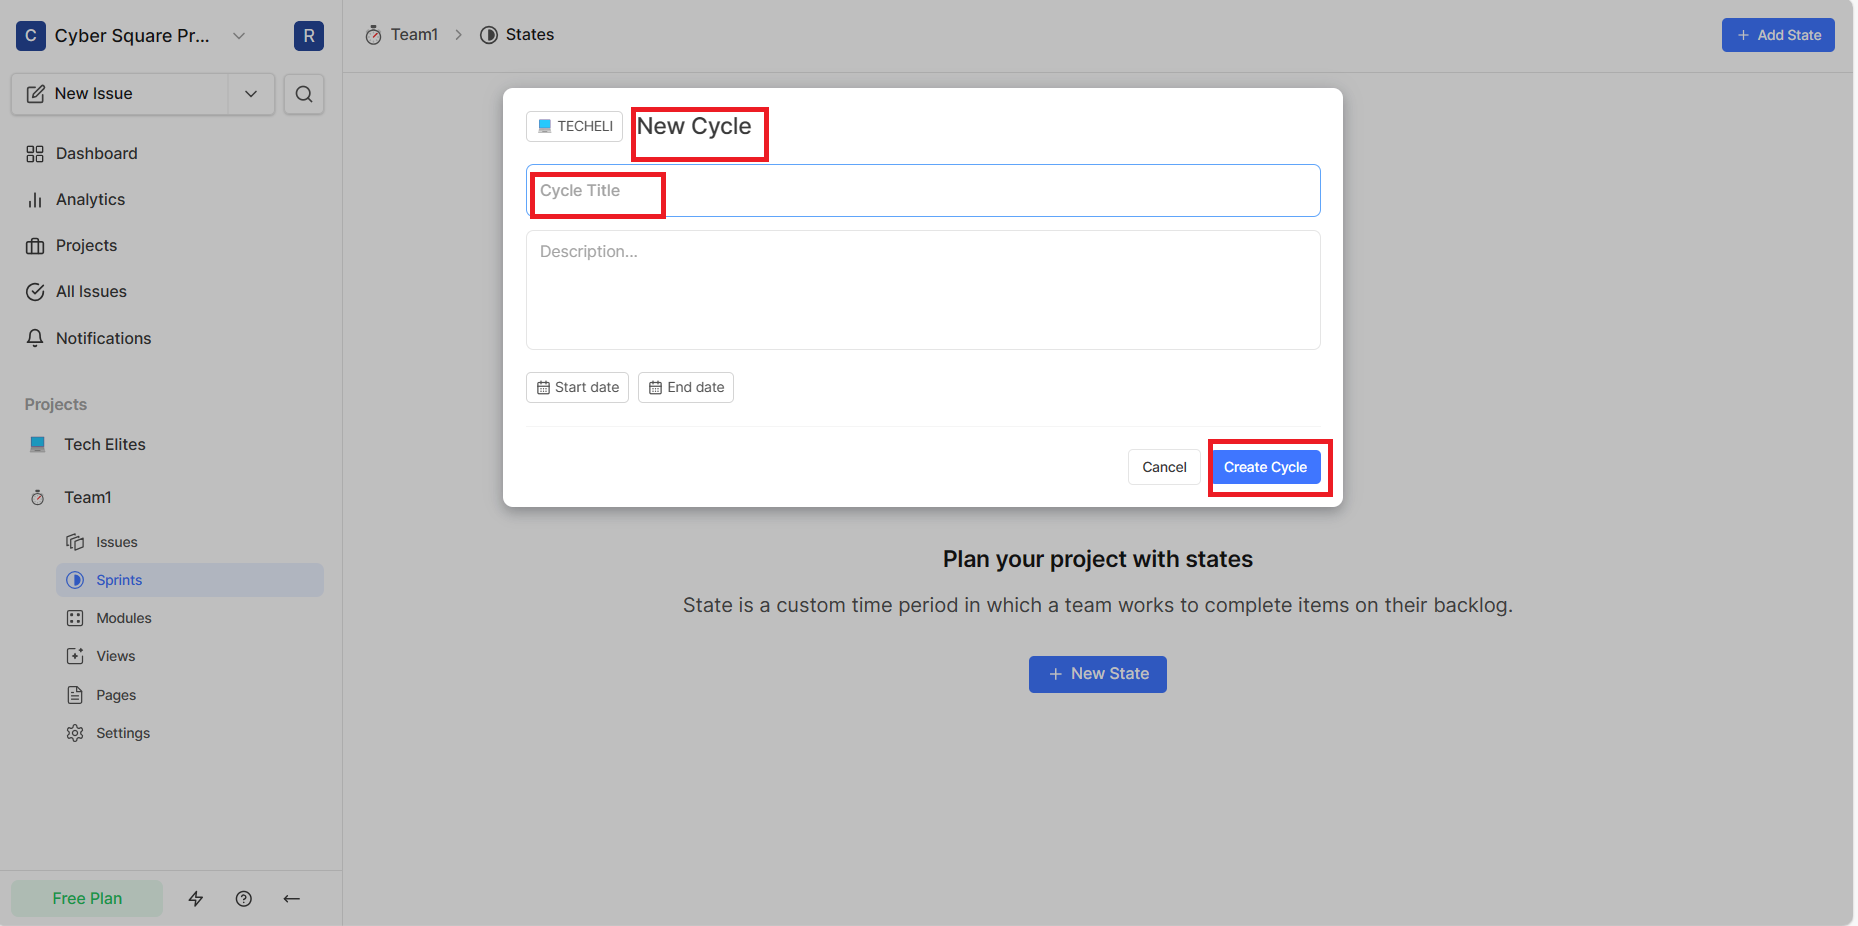 C Cyber Square Pr... R
New Issue
Dashboard
Analytics
Projects
All Issues
Notifications
Projects
Tech Elites
Team1
Issues
Sprints
Modules
Views
Pages
Settings
Free Plan
Team1 > States
+ Add State
TECHELI New Cycle
Cycle Title
Description...
Start date End date
Cancel Create Cycle
Plan your project with states
State is a custom time period in which a team works to complete items on their backlog.
+ New State